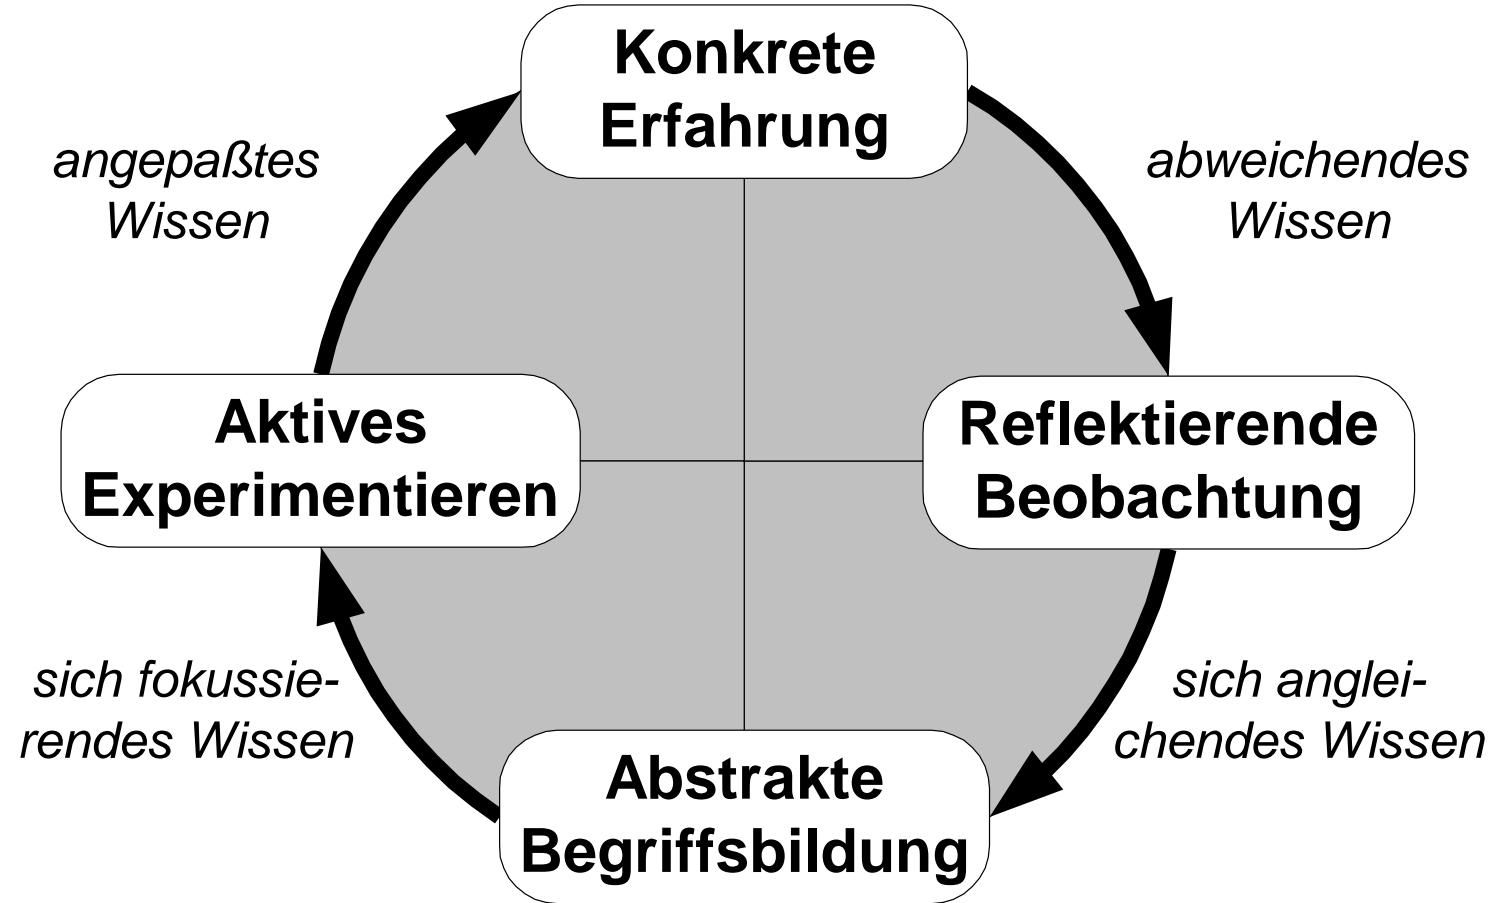 Konkrete
Erfahrung
angepaßtes
Wissen
abweichendes
Wissen
Aktives
Experimentieren
Reflektierende
Beobachtung
sich fokussie-
rendes Wissen
sich anglei-
chendes Wissen
Abstrakte
Begriffsbildung